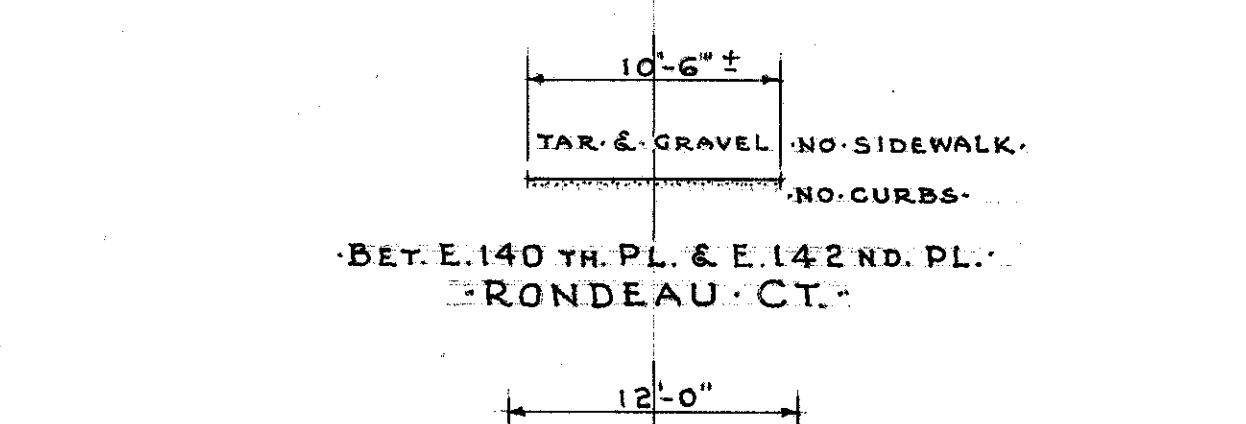 10'-6" ±
TAR. & GRAVEL ·NO·SIDEWALK·
·NO·CURBS·
·BET. E.140 TH. PL. & E.142 ND. PL.·
"RONDEAU · CT."
12'-0"